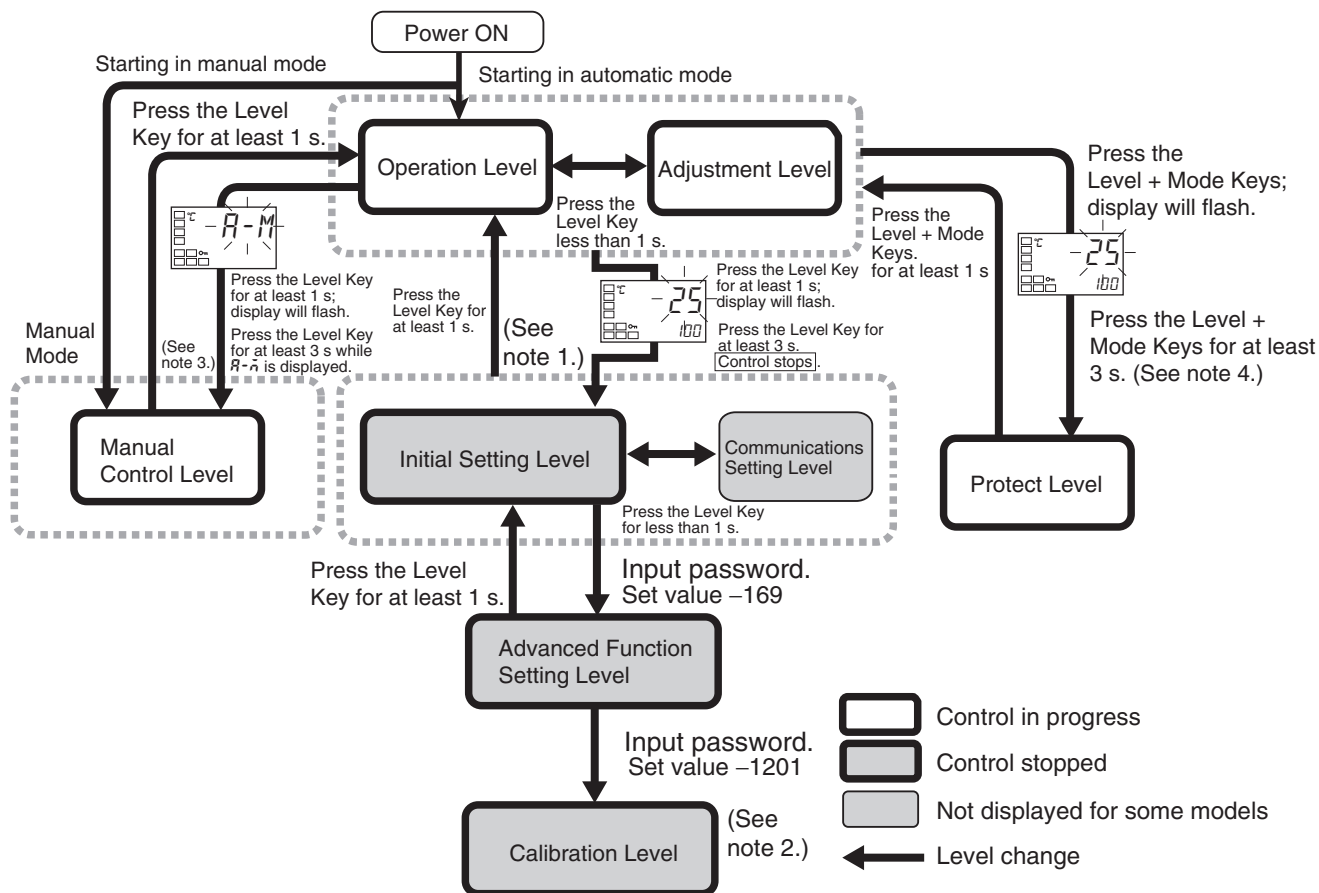 Power ON
Starting in manual mode
Starting in automatic mode
Press the Level
Key for at least 1 s.
Operation Level
Adjustment Level
Press the
Level + Mode Keys;
display will flash.
Press the
Level Key
less than 1 s.
Press the
Level + Mode
Keys.
for at least 1 s
℃
A-M
℃
25
100
℃
25
100
Press the Level Key
for at least 1 s;
display will flash.
Press the Level Key
for at least 3 s while
A-M is displayed.
Press the
Level Key for
at least 1 s.
(See
note 1.)
Press the Level Key
for at least 1 s;
display will flash.
Press the Level Key for
at least 3 s.
Control stops.
Press the Level +
Mode Keys for at least
3 s. (See note 4.)
Manual
Mode
(See
note 3.)
Manual
Control Level
Initial Setting Level
Communications
Setting Level
Protect Level
Press the Level Key
for less than 1 s.
Press the Level
Key for at least 1 s.
Input password.
Set value −169
Advanced Function
Setting Level
Input password.
Set value −1201
Calibration Level
(See
note 2.)
Control in progress
Control stopped
Not displayed for some models
Level change